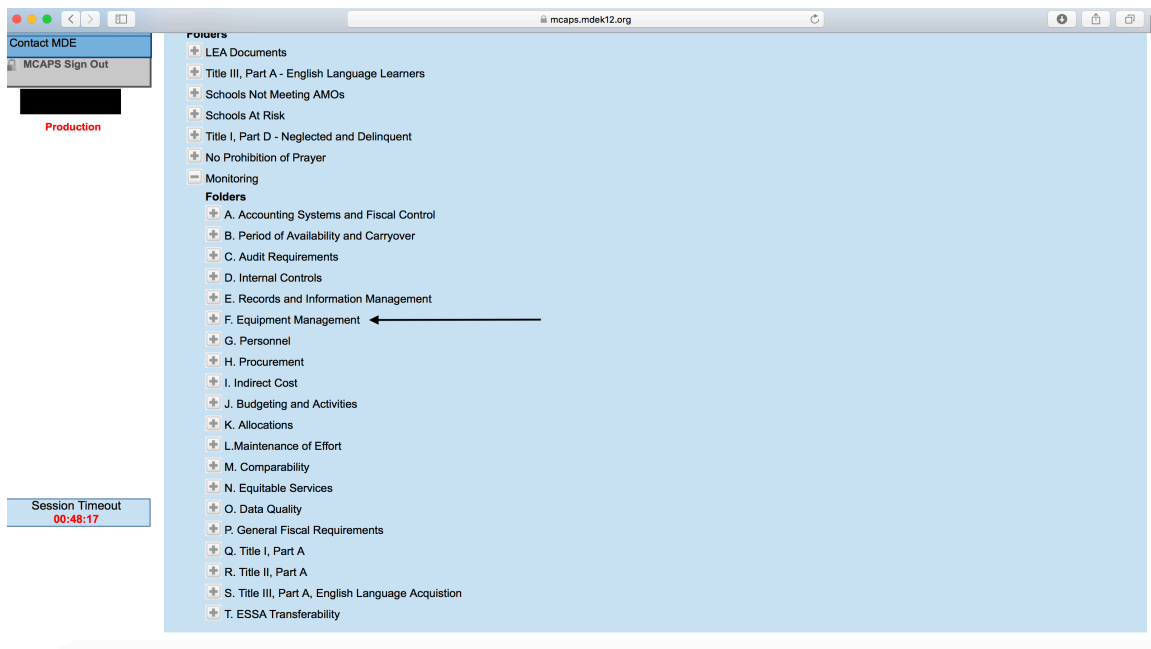 mcaps.mdek12.org
Contact MDE
MCAPS Sign Out
Production
Session Timeout
00:48:17
Folders
LEA Documents
Title III, Part A - English Language Learners
Schools Not Meeting AMOs
Schools At Risk
Title I, Part D - Neglected and Delinquent
No Prohibition of Prayer
Monitoring
Folders
A. Accounting Systems and Fiscal Control
B. Period of Availability and Carryover
C. Audit Requirements
D. Internal Controls
E. Records and Information Management
F. Equipment Management
G. Personnel
H. Procurement
I. Indirect Cost
J. Budgeting and Activities
K. Allocations
L.Maintenance of Effort
M. Comparability
N. Equitable Services
O. Data Quality
P. General Fiscal Requirements
Q. Title I, Part A
R. Title II, Part A
S. Title III, Part A, English Language Acquistion
T. ESSA Transferability